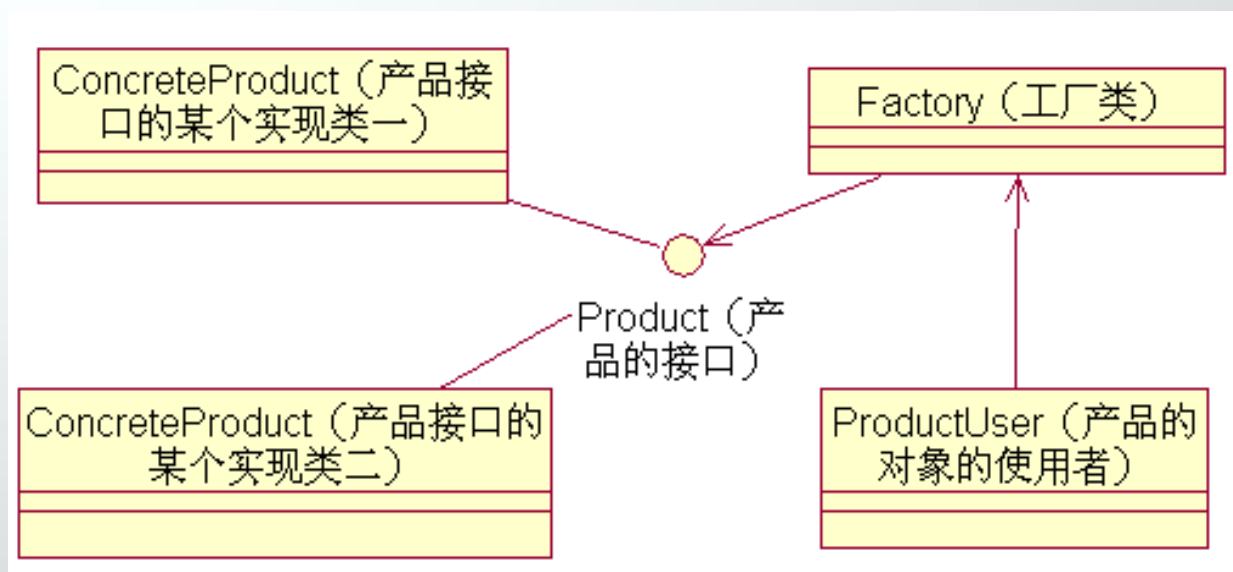 ConcreteProduct（产品接
口的某个实现类一）
Factory（工厂类）
Product（产
品的接口）
ConcreteProduct（产品接口的
某个实现类二）
ProductUser（产品的
对象的使用者）